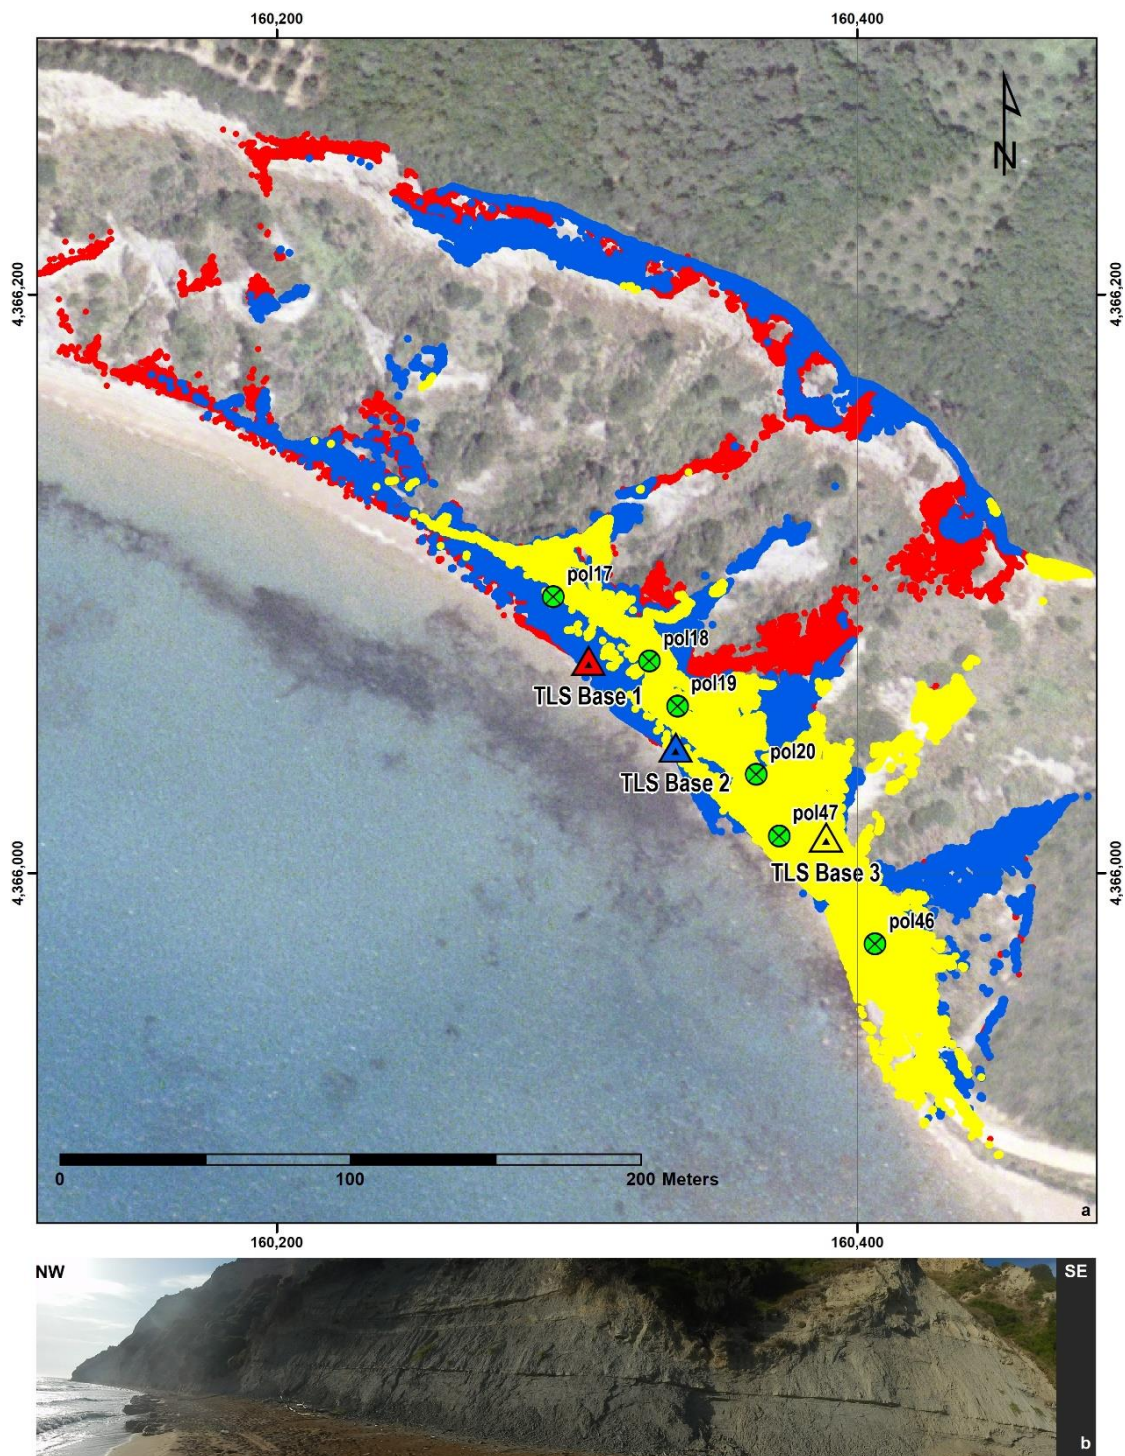 160,200
160,400
N
4,366,200
4,366,200
pol17
pol18
TLS Base 1
pol19
pol20
TLS Base 2
pol47
TLS Base 3
4,366,000
4,366,000
pol46
0
100
200 Meters
a
160,200
160,400
NW
SE
b